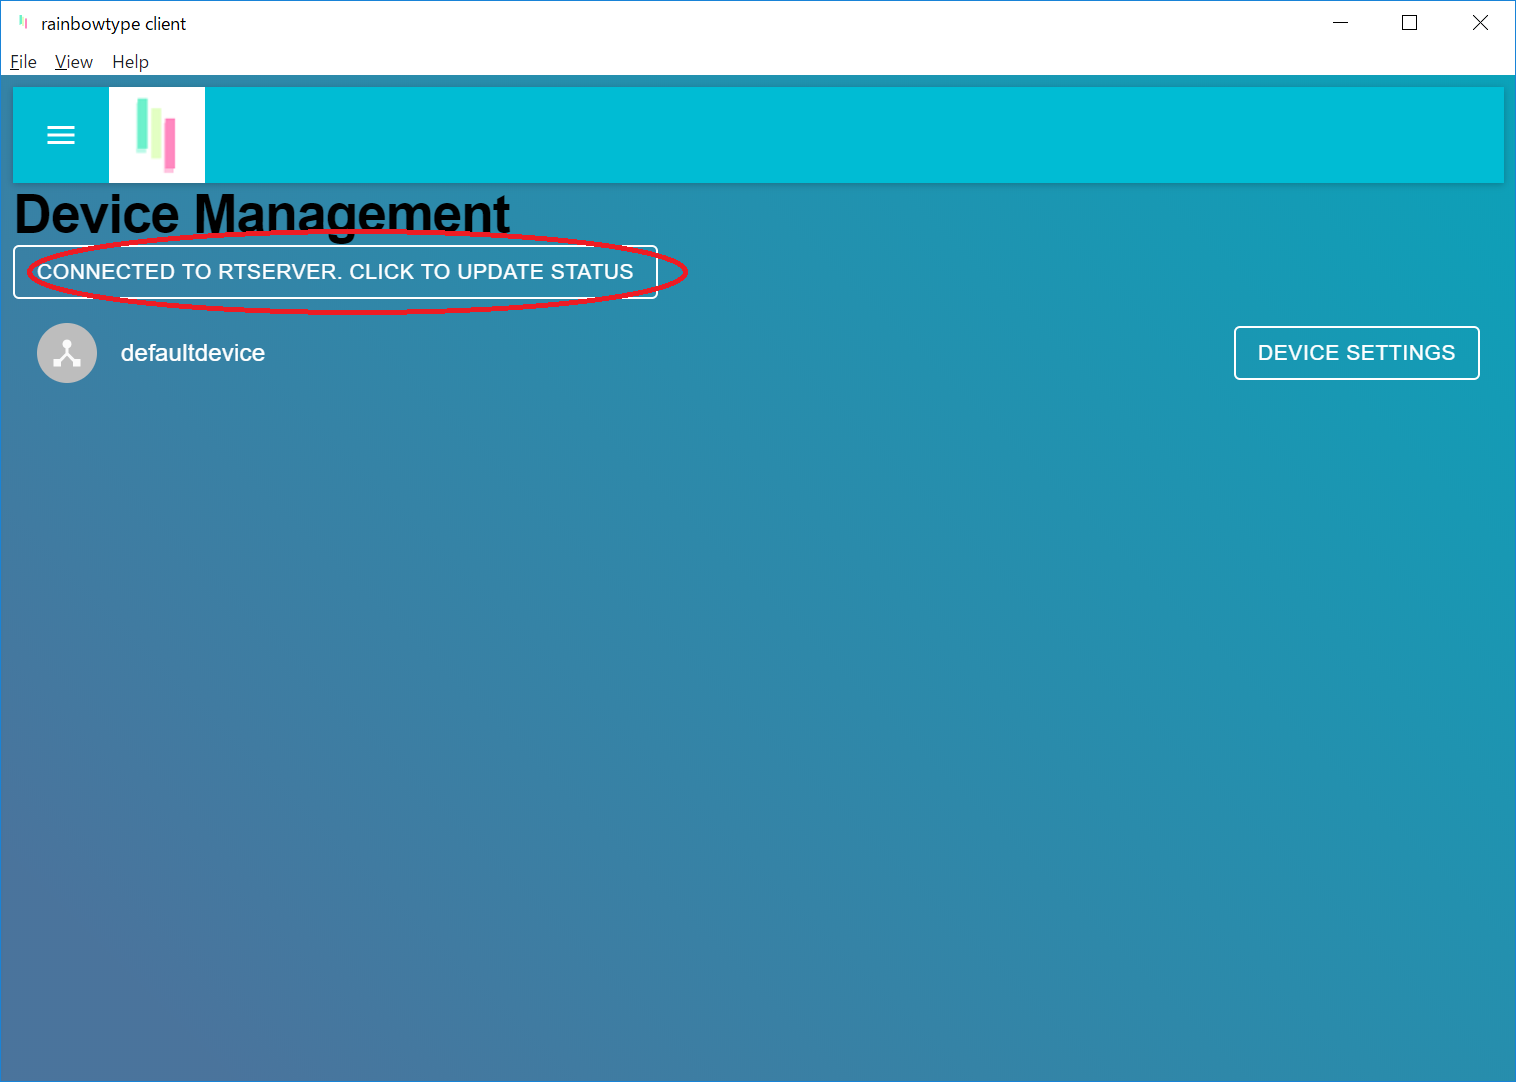 rainbowtype client
File View Help
Device Management
CONNECTED TO RTSERVER. CLICK TO UPDATE STATUS
defaultdevice
DEVICE SETTINGS